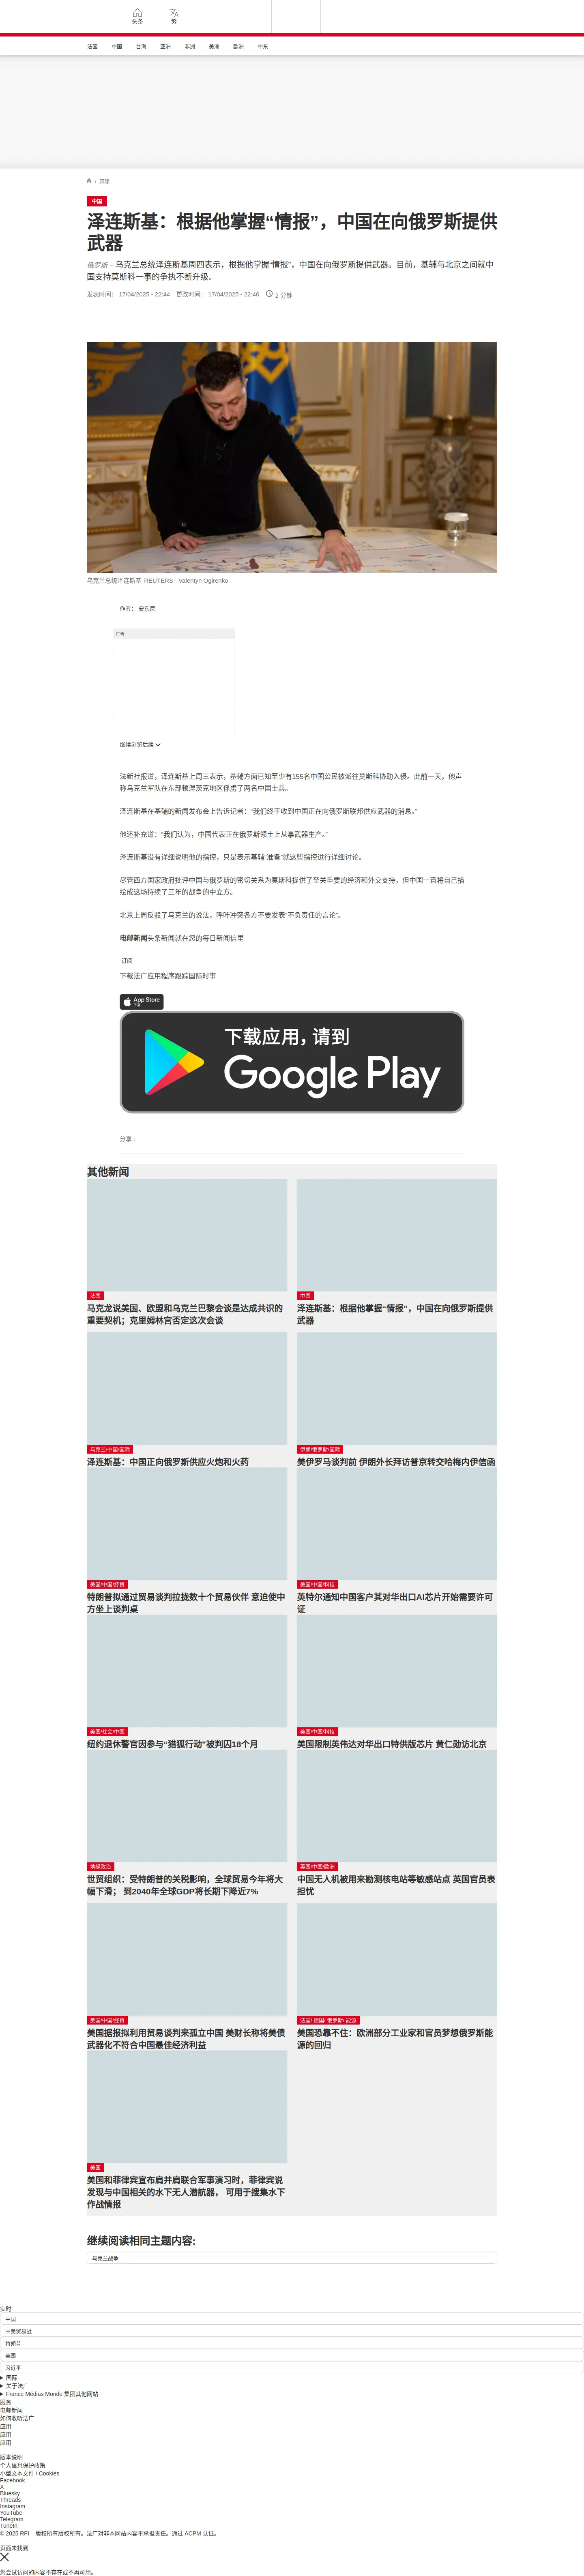 头条
繁
法国
中国
台海
亚洲
非洲
美洲
欧洲
中东
/ 国际
中国
泽连斯基：根据他掌握“情报”，中国在向俄罗斯提供
武器
俄罗斯 – 乌克兰总统泽连斯基周四表示，根据他掌握“情报”，中国在向俄罗斯提供武器。目前，基辅与北京之间就中
国支持莫斯科一事的争执不断升级。
发表时间： 17/04/2025 - 22:44 更改时间： 17/04/2025 - 22:46 2 分钟
乌克兰总统泽连斯基 REUTERS - Valentyn Ogirenko
作者： 安东尼
广告
继续浏览后续
法新社报道，泽连斯基上周三表示，基辅方面已知至少有155名中国公民被派往莫斯科协助入侵。此前一天，他声
称乌克兰军队在东部顿涅茨克地区俘虏了两名中国士兵。
泽连斯基在基辅的新闻发布会上告诉记者：“我们终于收到中国正在向俄罗斯联邦供应武器的消息。”
他还补充道：“我们认为，中国代表正在俄罗斯领土上从事武器生产。”
泽连斯基没有详细说明他的指控，只是表示基辅“准备”就这些指控进行详细讨论。
尽管西方国家政府批评中国与俄罗斯的密切关系为莫斯科提供了至关重要的经济和外交支持，但中国一直将自己描
绘成这场持续了三年的战争的中立方。
北京上周反驳了乌克兰的说法，呼吁冲突各方不要发表“不负责任的言论”。
电邮新闻头条新闻就在您的每日新闻信里
订阅
下载法广应用程序跟踪国际时事
App Store
下载
下载应用，请到
Google Play
分享 :
其他新闻
法国
马克龙说美国、欧盟和乌克兰巴黎会谈是达成共识的
重要契机；克里姆林宫否定这次会谈
中国
泽连斯基：根据他掌握“情报”，中国在向俄罗斯提供
武器
乌克兰/中国/国际
泽连斯基：中国正向俄罗斯供应火炮和火药
伊朗/俄罗斯/国际
美伊罗马谈判前 伊朗外长拜访普京转交哈梅内伊信函
美国/中国/经贸
特朗普拟通过贸易谈判拉拢数十个贸易伙伴 意迫使中
方坐上谈判桌
美国/中国/科技
英特尔通知中国客户其对华出口AI芯片开始需要许可
证
美国/社会/中国
纽约退休警官因参与“猎狐行动”被判囚18个月
美国/中国/科技
美国限制英伟达对华出口特供版芯片 黄仁勋访北京
地缘政治
世贸组织：受特朗普的关税影响，全球贸易今年将大
幅下滑； 到2040年全球GDP将长期下降近7%
英国/中国/欧洲
中国无人机被用来勘测核电站等敏感站点 英国官员表
担忧
美国/中国/经贸
美国据报拟利用贸易谈判来孤立中国 美财长称将美债
武器化不符合中国最佳经济利益
法国/ 德国/ 俄罗斯/ 能源
美国恐靠不住：欧洲部分工业家和官员梦想俄罗斯能
源的回归
美国
美国和菲律宾宣布肩并肩联合军事演习时，菲律宾说
发现与中国相关的水下无人潜航器， 可用于搜集水下
作战情报
继续阅读相同主题内容:
乌克兰战争
实时
中国
中美贸易战
特朗普
美国
习近平
国际
关于法广
France Médias Monde 集团其他网站
服务
电邮新闻
如何收听法广
应用
应用
应用
版本说明
个人信息保护政策
小型文本文件 / Cookies
Facebook
X
Bluesky
Threads
Instagram
YouTube
Telegram
TuneIn
© 2025 RFI – 版权所有版权所有。法广对非本网站内容不承担责任。通过 ACPM 认证。
页面未找到
您尝试访问的内容不存在或不再可用。